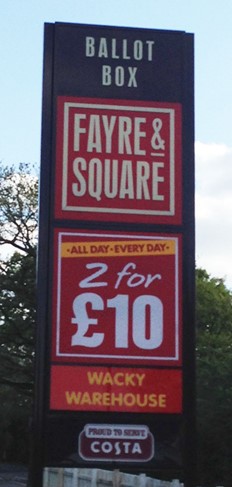 BALLOT
BOX
FAYRE &
SQUARE
·ALL DAY·EVERY DAY·
2 for
£10
WACKY
WAREHOUSE
PROUD TO SERVE
COSTA